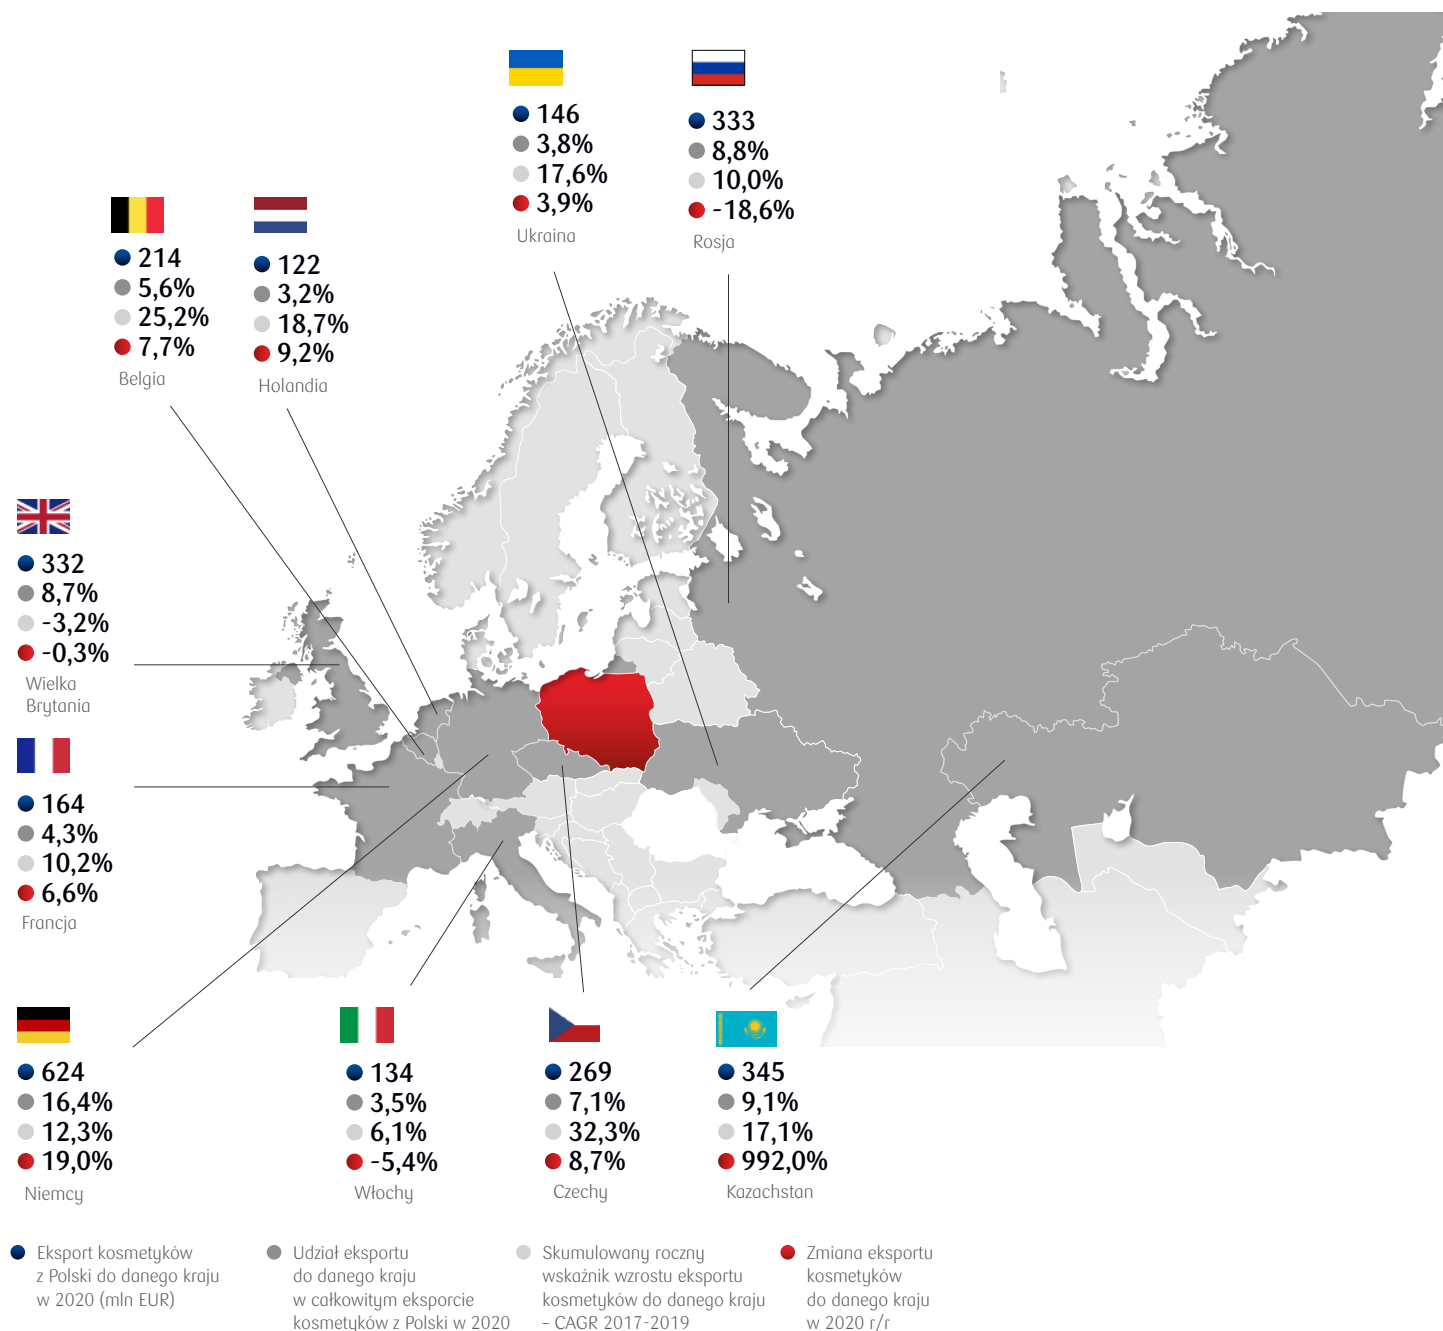 146
3,8%
17,6%
3,9%
Ukraina
333
8,8%
10,0%
-18,6%
Rosja
214
5,6%
25,2%
7,7%
Belgia
122
3,2%
18,7%
9,2%
Holandia
332
8,7%
-3,2%
-0,3%
Wielka
Brytania
164
4,3%
10,2%
6,6%
Francja
624
16,4%
12,3%
19,0%
Niemcy
134
3,5%
6,1%
-5,4%
Włochy
269
7,1%
32,3%
8,7%
Czechy
345
9,1%
17,1%
992,0%
Kazachstan
Eksport kosmetyków
z Polski do danego kraju
w 2020 (mln EUR)
Udział eksportu
do danego kraju
w całkowitym eksporcie
kosmetyków z Polski w 2020
Skumulowany roczny
wskaźnik wzrostu eksportu
kosmetyków do danego kraju
– CAGR 2017-2019
Zmiana eksportu
kosmetyków
do danego kraju
w 2020 r/r